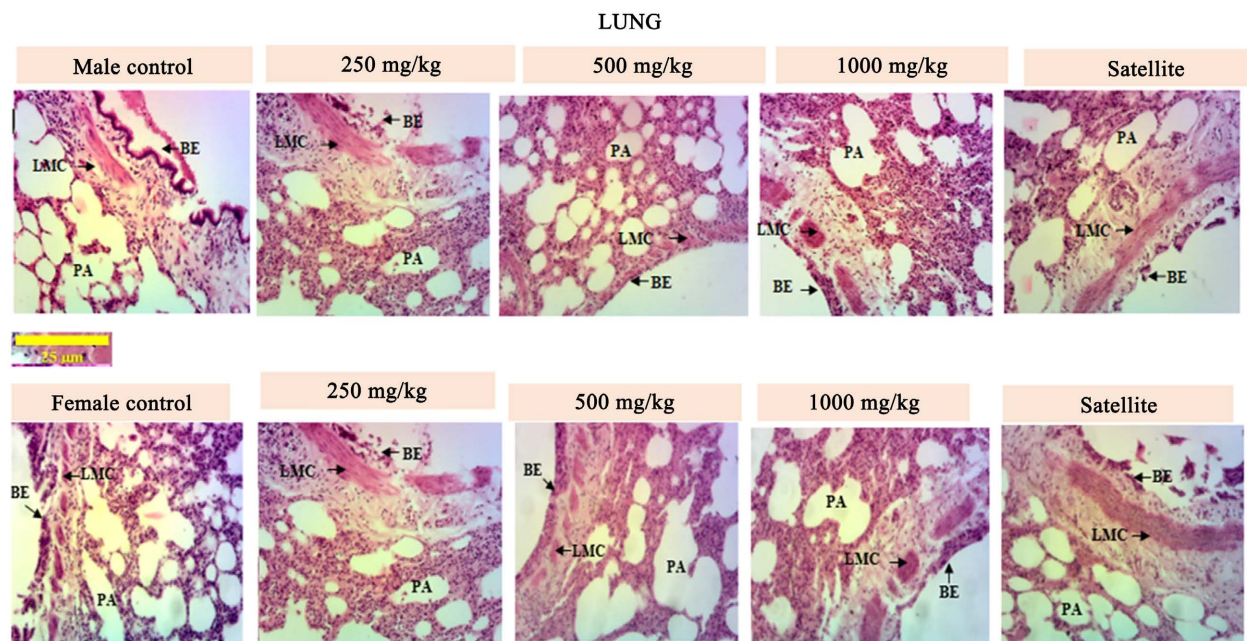 LUNG
Male control
250 mg/kg
500 mg/kg
1000 mg/kg
Satellite
BE
LMC
PA
BE
LMC
PA
PA
LMC
BE
PA
LMC
BE
PA
LMC
BE
25 µm
Female control
250 mg/kg
500 mg/kg
1000 mg/kg
Satellite
LMC
BE
PA
BE
LMC
PA
BE
LMC
PA
PA
LMC
BE
BE
LMC
PA